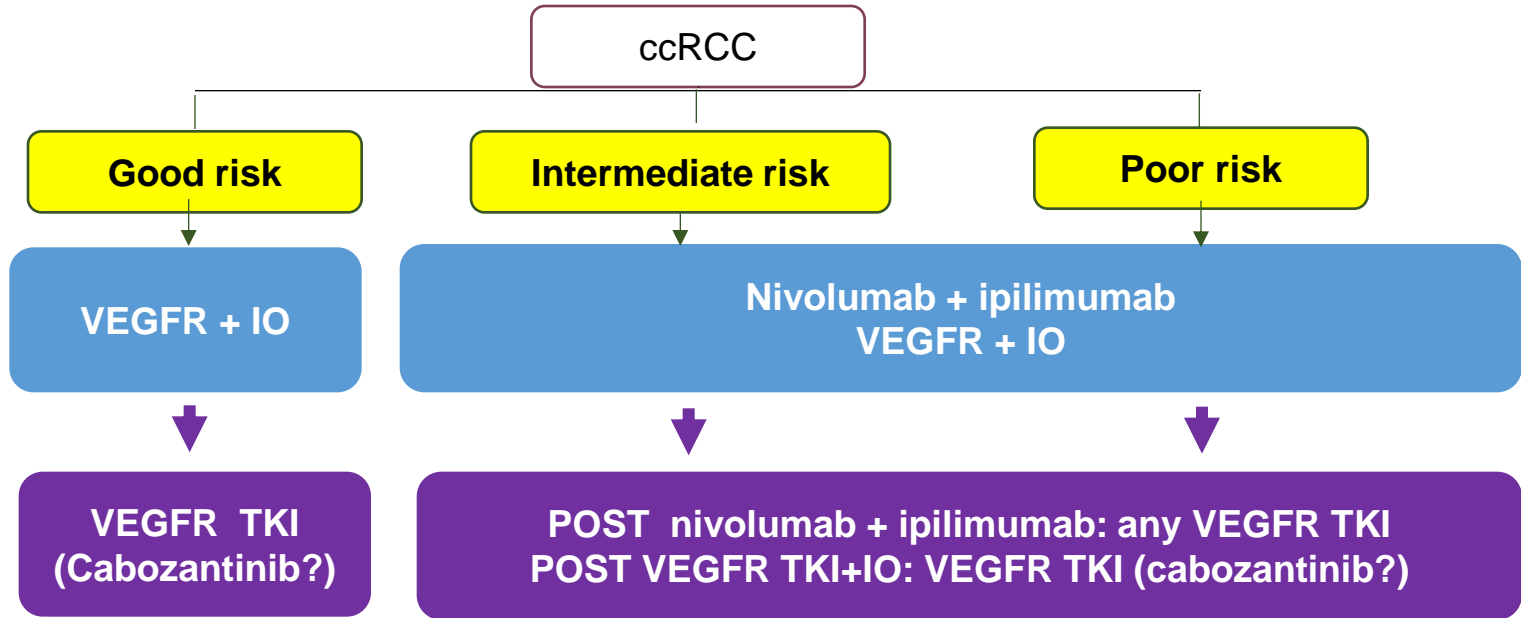 ccRCC
Good risk
Intermediate risk
Poor risk
VEGFR + IO
Nivolumab + ipilimumab
VEGFR + IO
VEGFR TKI
(Cabozantinib?)
POST nivolumab + ipilimumab: any VEGFR TKI
POST VEGFR TKI+IO: VEGFR TKI (cabozantinib?)